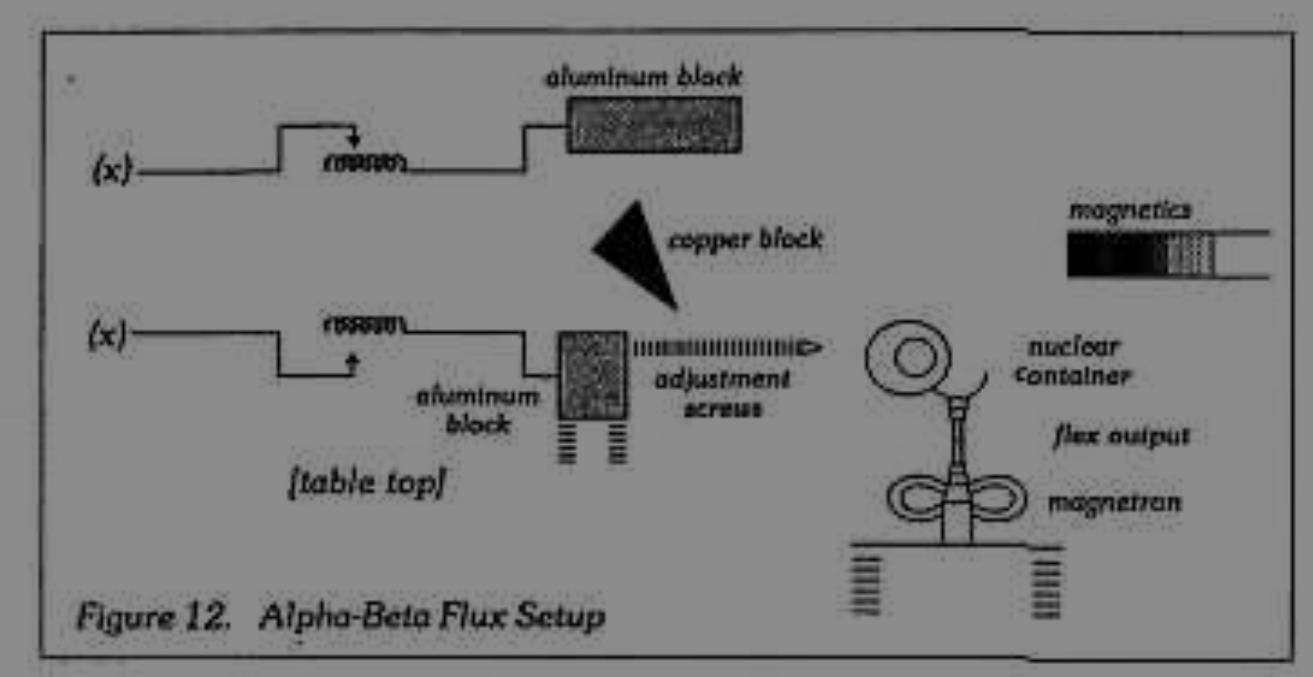 aluminum block
(x)
copper block
magnetics
(x)
aluminum
block
adjustment
screws
nuclear
container
flex output
magnetron
[table top]
Figure 12. Alpha-Beta Flux Setup